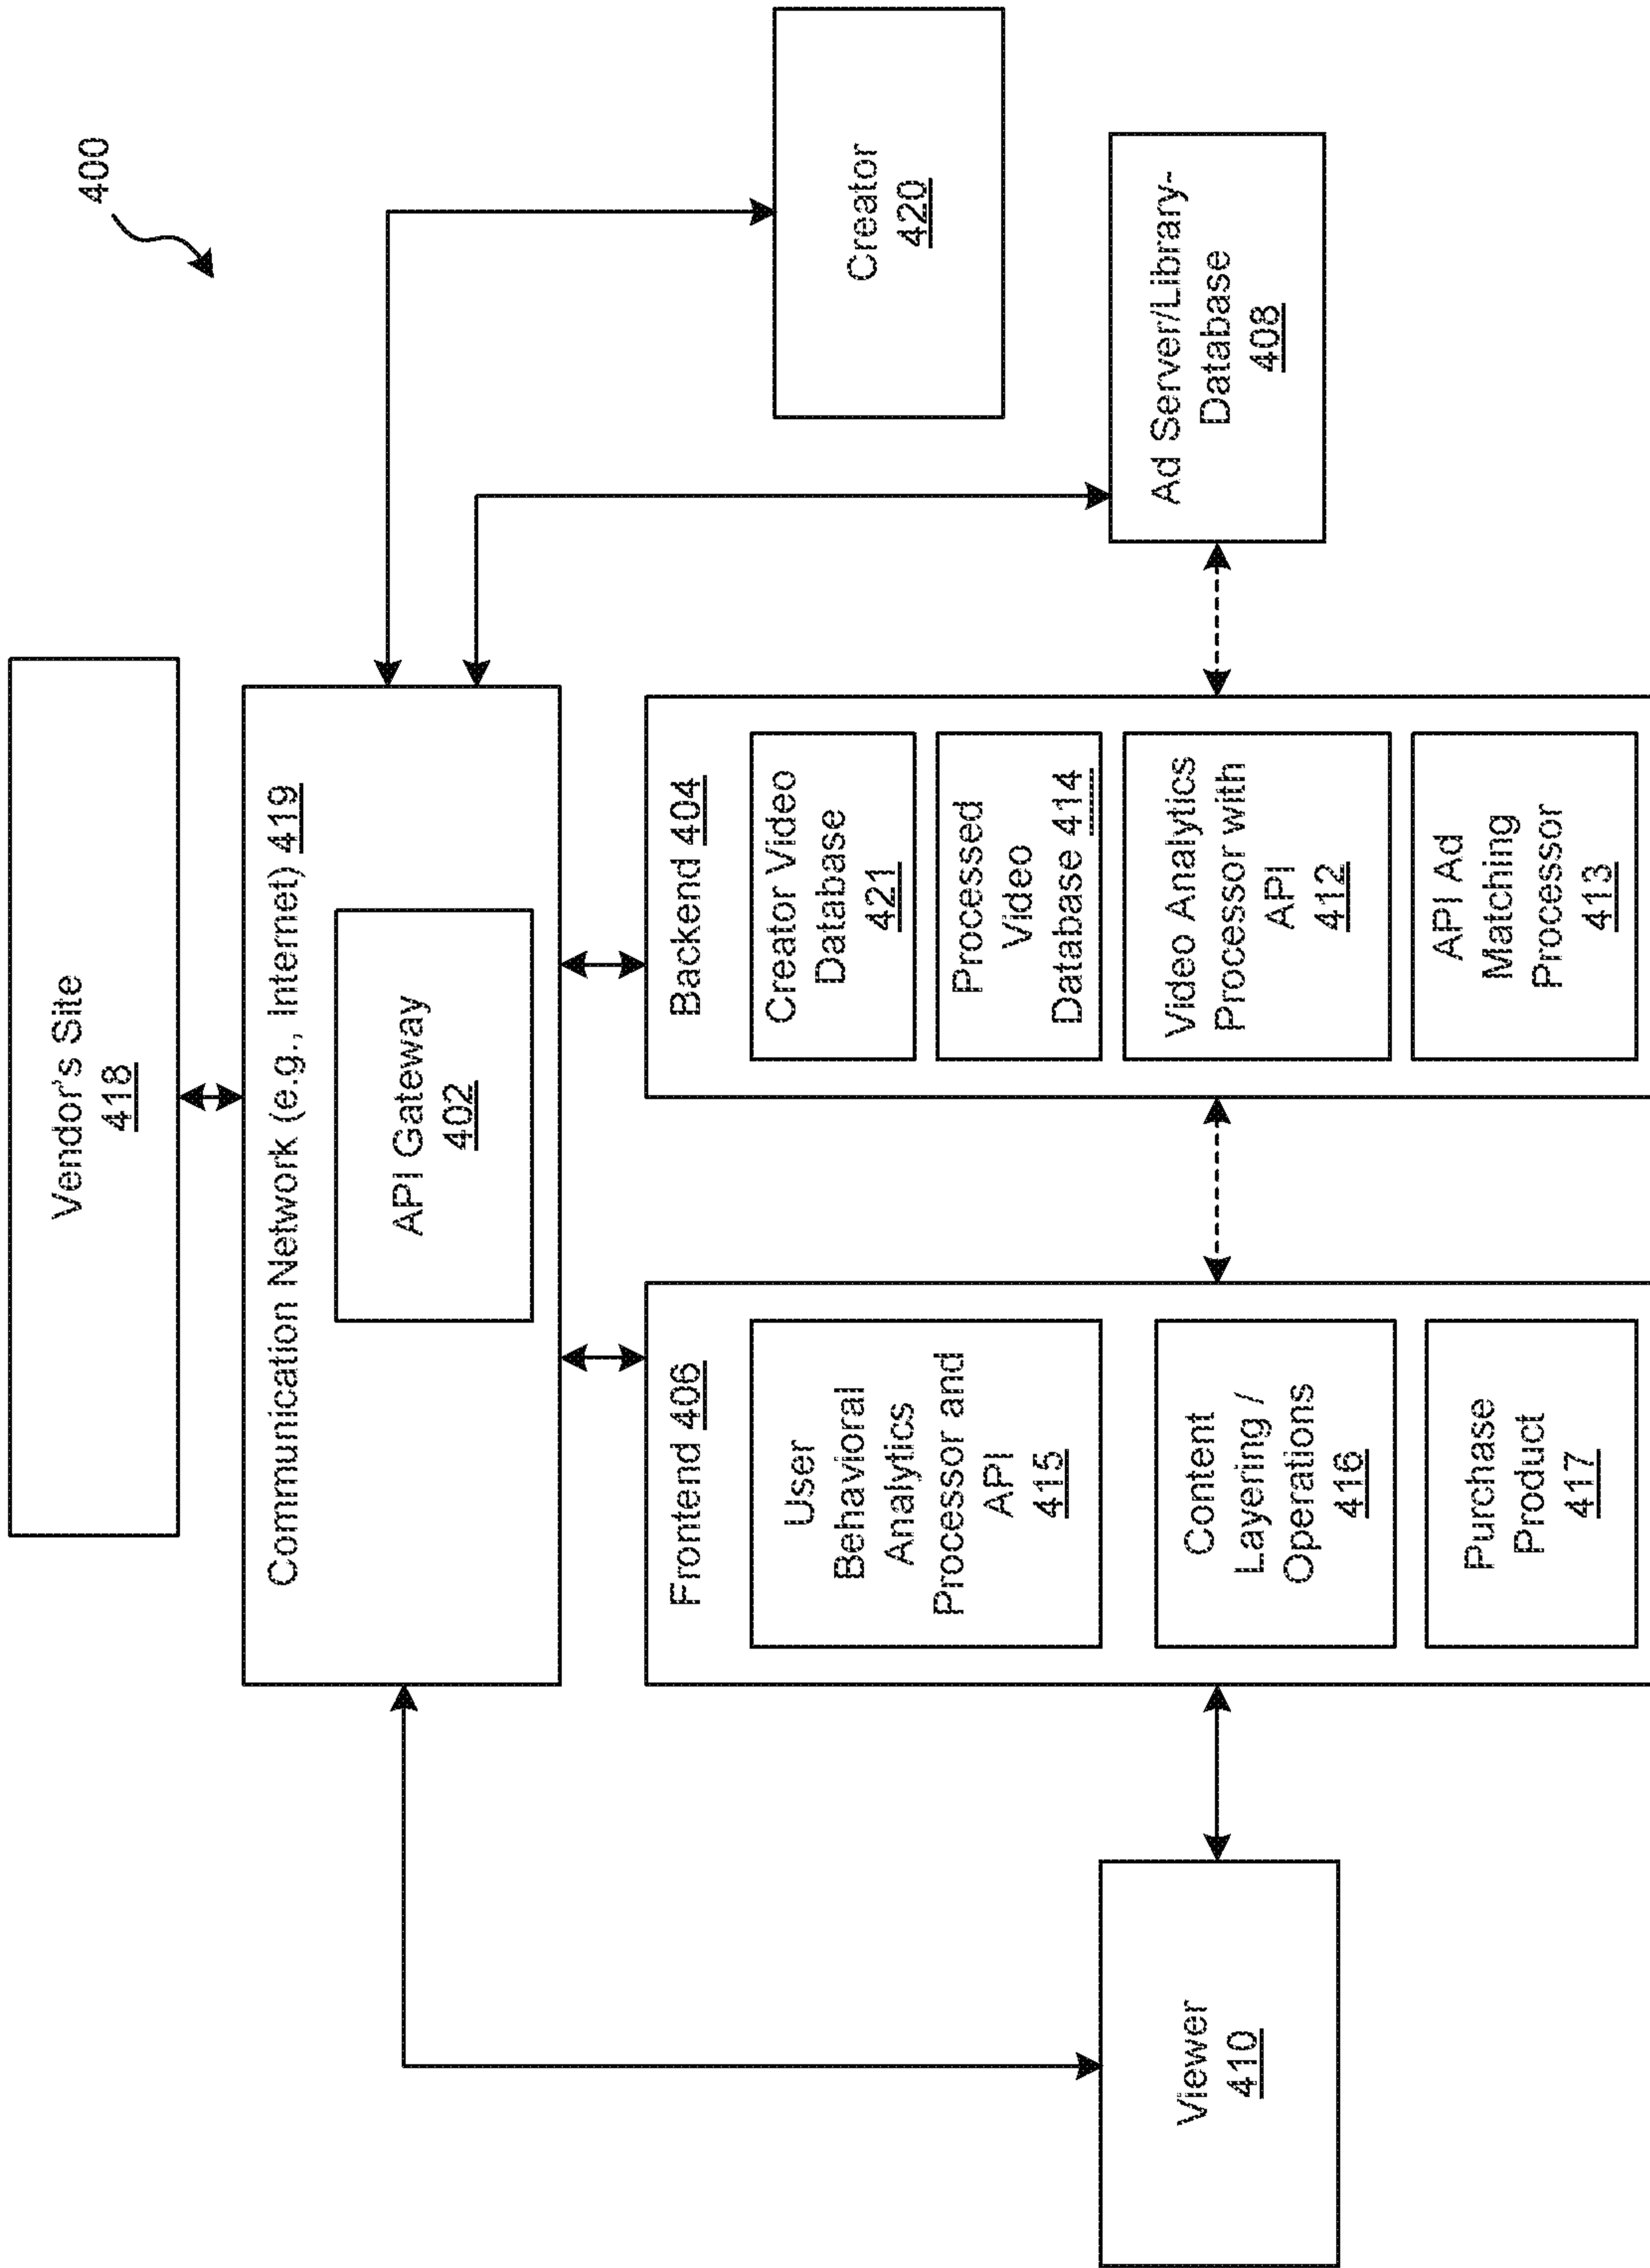 400
Vendor's Site
418
Communication Network (e.g., Internet) 419
API Gateway
402
Creator
420
Ad Server/Library-
Database
408
Viewer
410
Frontend 406
User
Behavioral
Analytics
Processor and
API
415
Content
Layering /
Operations
416
Purchase
Product
417
Backend 404
Creator Video
Database
421
Processed
Video
Database 414
Video Analytics
Processor with
API
412
API Ad
Matching
Processor
413